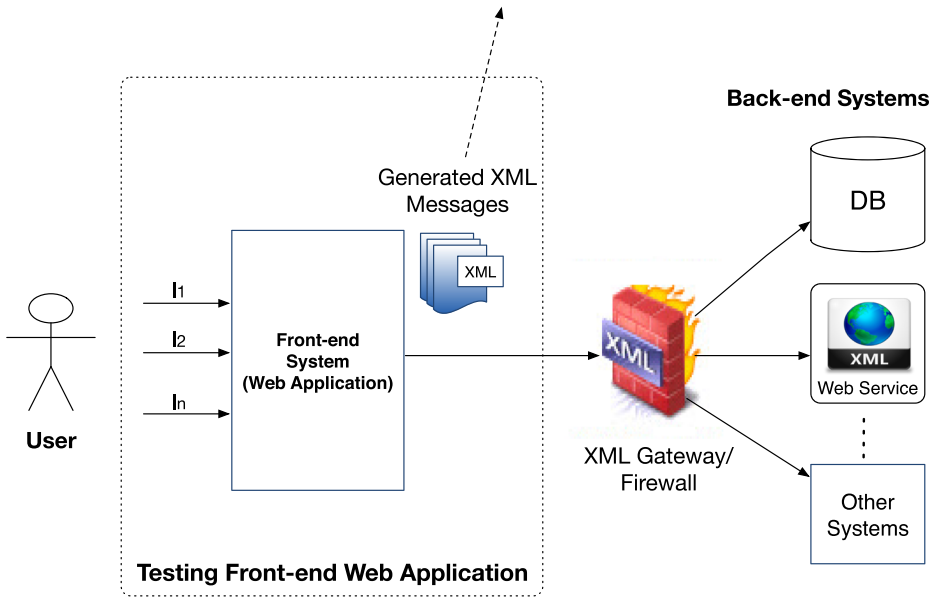 Back-end Systems
DB
Generated XML
Messages
XML
I1
I2
In
Front-end
System
(Web Application)
XML
XML
Web Service
User
XML Gateway/
Firewall
Other
Systems
Testing Front-end Web Application